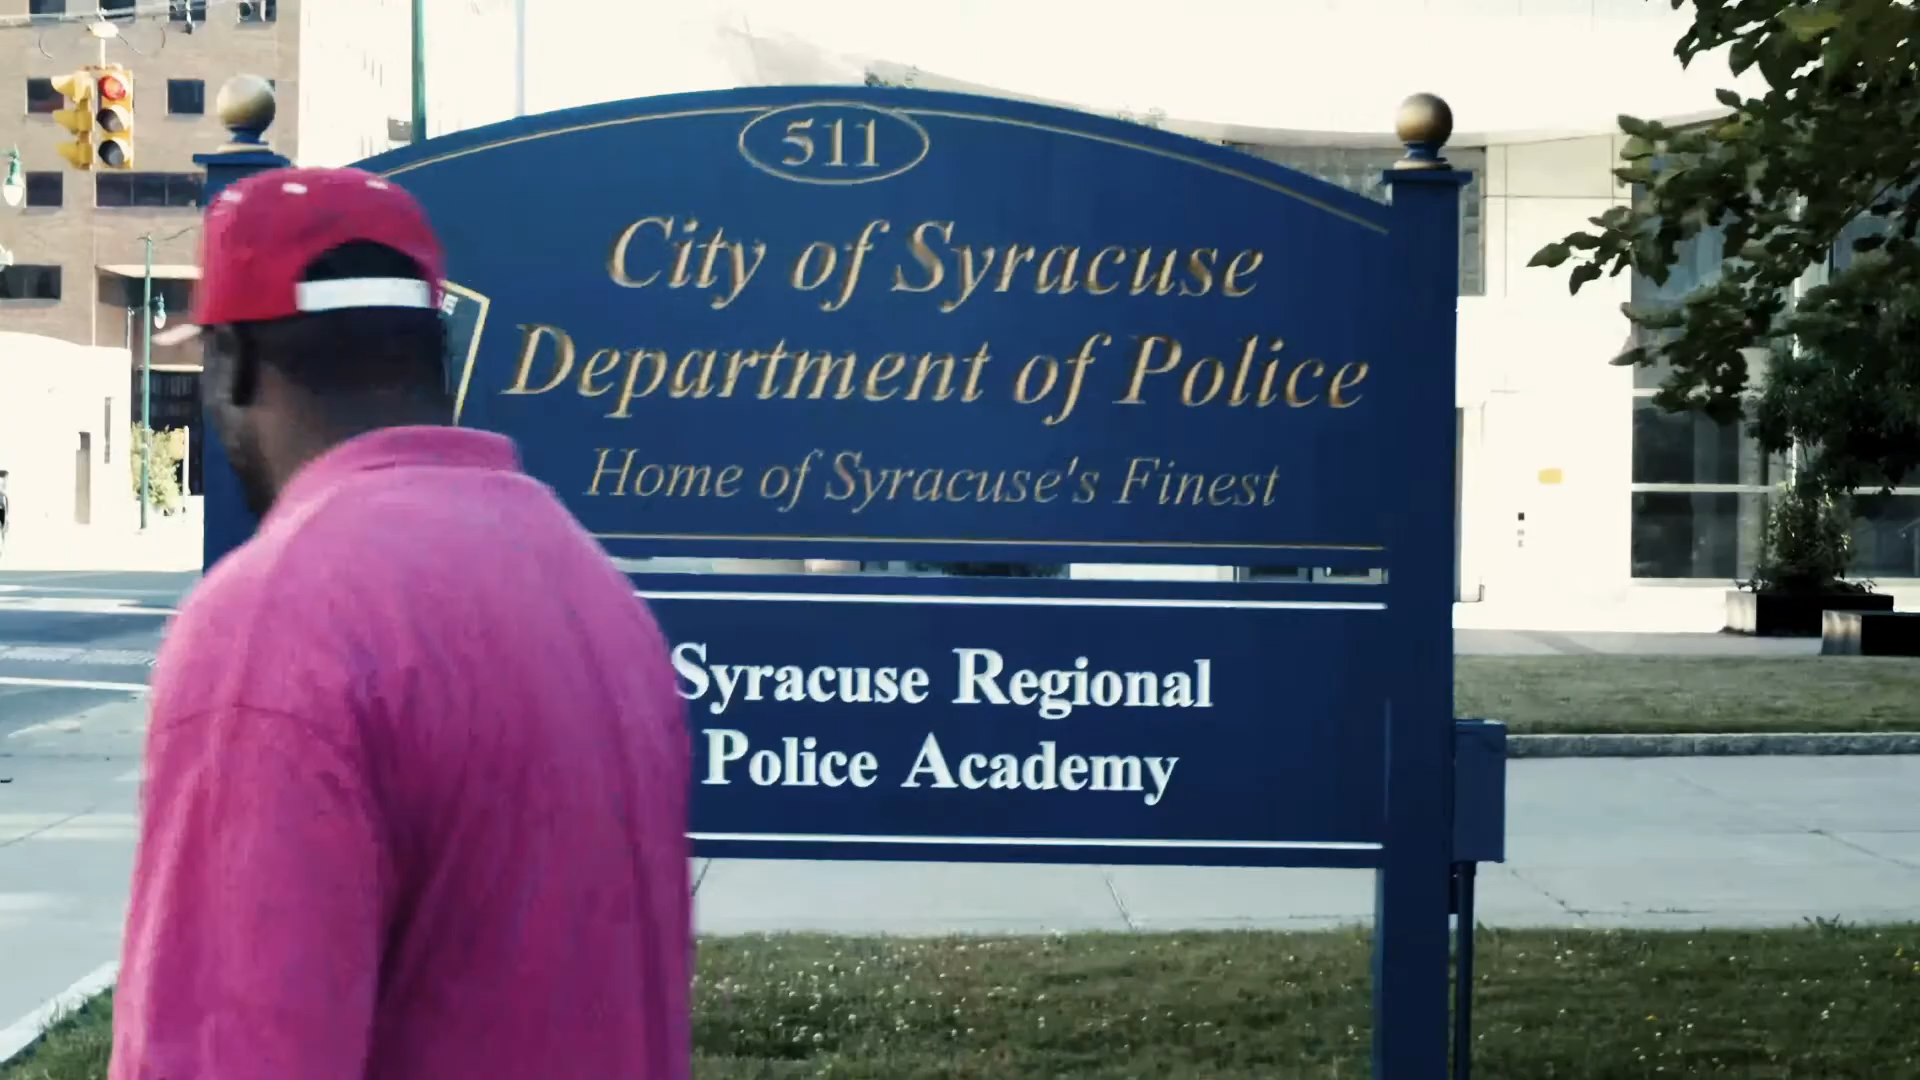 511
City of Syracuse
Department of Police
Home of Syracuse's Finest
Syracuse Regional
Police Academy